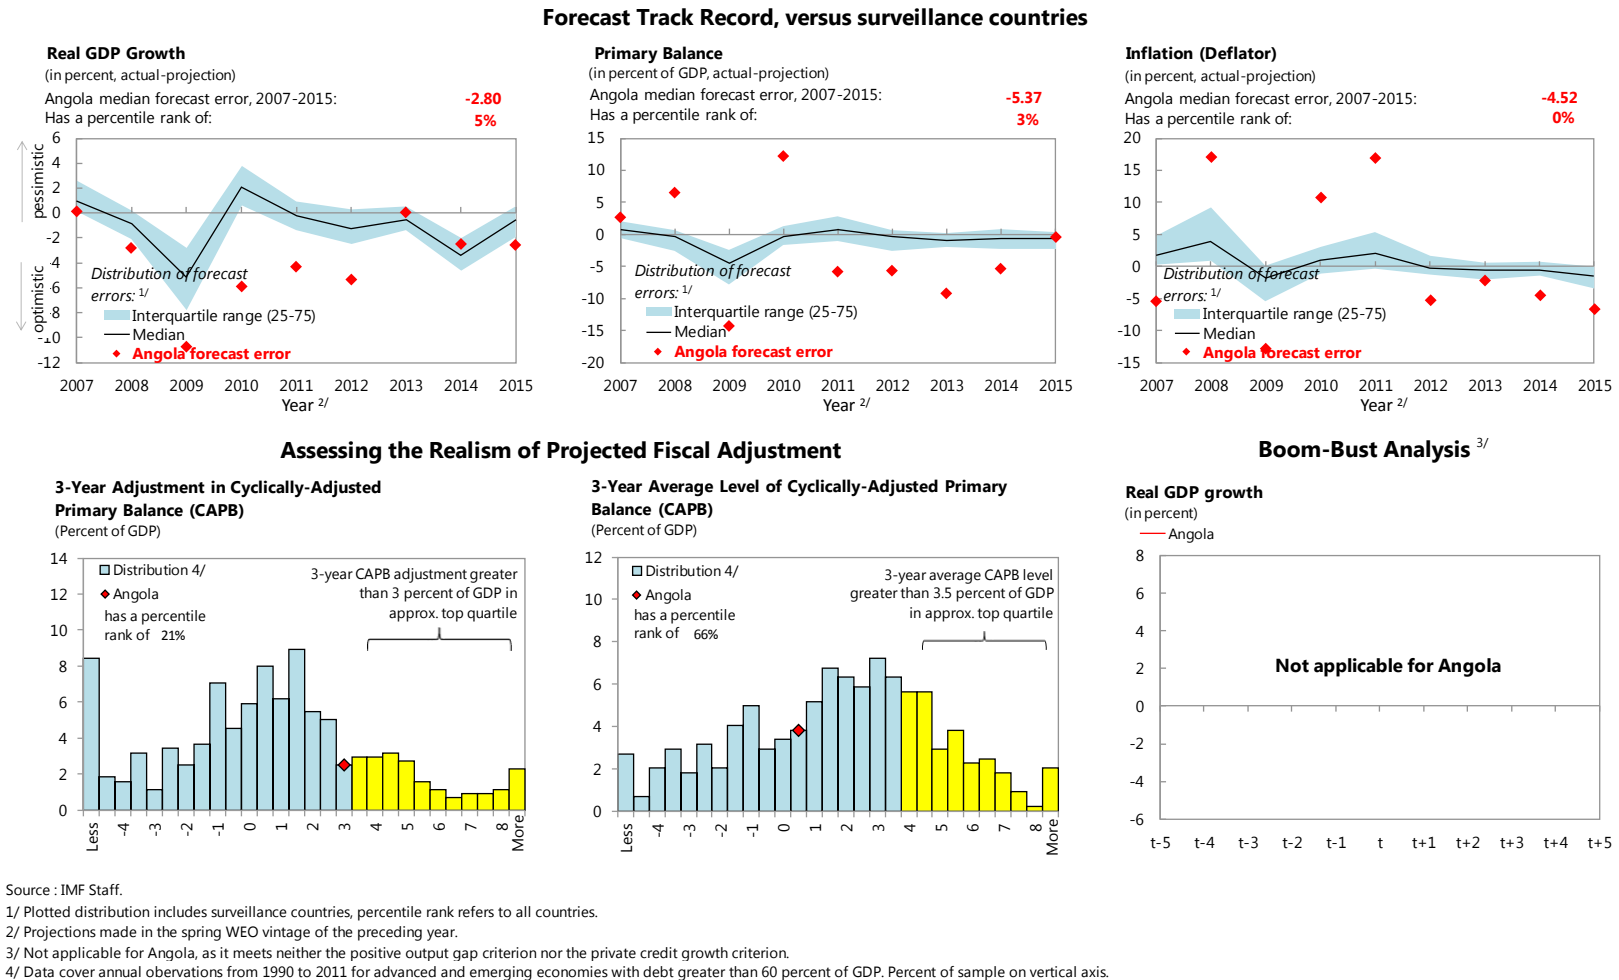 Forecast Track Record, versus surveillance countries
Real GDP Growth
(in percent, actual-projection)
Angola median forecast error, 2007-2015: -2.80
Has a percentile rank of: 5%
pessimistic
optimistic
6
4
2
0
-2
-4
-6
-8
-10
-12
Distribution of forecast
errors: 1/
Interquartile range (25-75)
Median
Angola forecast error
2007 2008 2009 2010 2011 2012 2013 2014 2015
Year 2/
Primary Balance
(in percent of GDP, actual-projection)
Angola median forecast error, 2007-2015: -5.37
Has a percentile rank of: 3%
15
10
5
0
-5
-10
-15
-20
Distribution of forecast
errors: 1/
Interquartile range (25-75)
Median
Angola forecast error
2007 2008 2009 2010 2011 2012 2013 2014 2015
Year 2/
Inflation (Deflator)
(in percent, actual-projection)
Angola median forecast error, 2007-2015: -4.52
Has a percentile rank of: 0%
20
15
10
5
0
-5
-10
-15
Distribution of forecast
errors: 1/
Interquartile range (25-75)
Median
Angola forecast error
2007 2008 2009 2010 2011 2012 2013 2014 2015
Year 2/
Assessing the Realism of Projected Fiscal Adjustment
3-Year Adjustment in Cyclically-Adjusted
Primary Balance (CAPB)
(Percent of GDP)
14
12
10
8
6
4
2
0
Distribution 4/
Angola
has a percentile
rank of 21%
3-year CAPB adjustment greater
than 3 percent of GDP in
approx. top quartile
Less -4 -3 -2 -1 0 1 2 3 4 5 6 7 8 More
3-Year Average Level of Cyclically-Adjusted Primary
Balance (CAPB)
(Percent of GDP)
12
10
8
6
4
2
0
Distribution 4/
Angola
has a percentile
rank of 66%
3-year average CAPB level
greater than 3.5 percent of GDP
in approx. top quartile
Less -4 -3 -2 -1 0 1 2 3 4 5 6 7 8 More
Boom-Bust Analysis 3/
Real GDP growth
(in percent)
Angola
8
6
4
2
0
-2
-4
-6
Not applicable for Angola
t-5 t-4 t-3 t-2 t-1 t t+1 t+2 t+3 t+4 t+5
Source : IMF Staff.
1/ Plotted distribution includes surveillance countries, percentile rank refers to all countries.
2/ Projections made in the spring WEO vintage of the preceding year.
3/ Not applicable for Angola, as it meets neither the positive output gap criterion nor the private credit growth criterion.
4/ Data cover annual obervations from 1990 to 2011 for advanced and emerging economies with debt greater than 60 percent of GDP. Percent of sample on vertical axis.